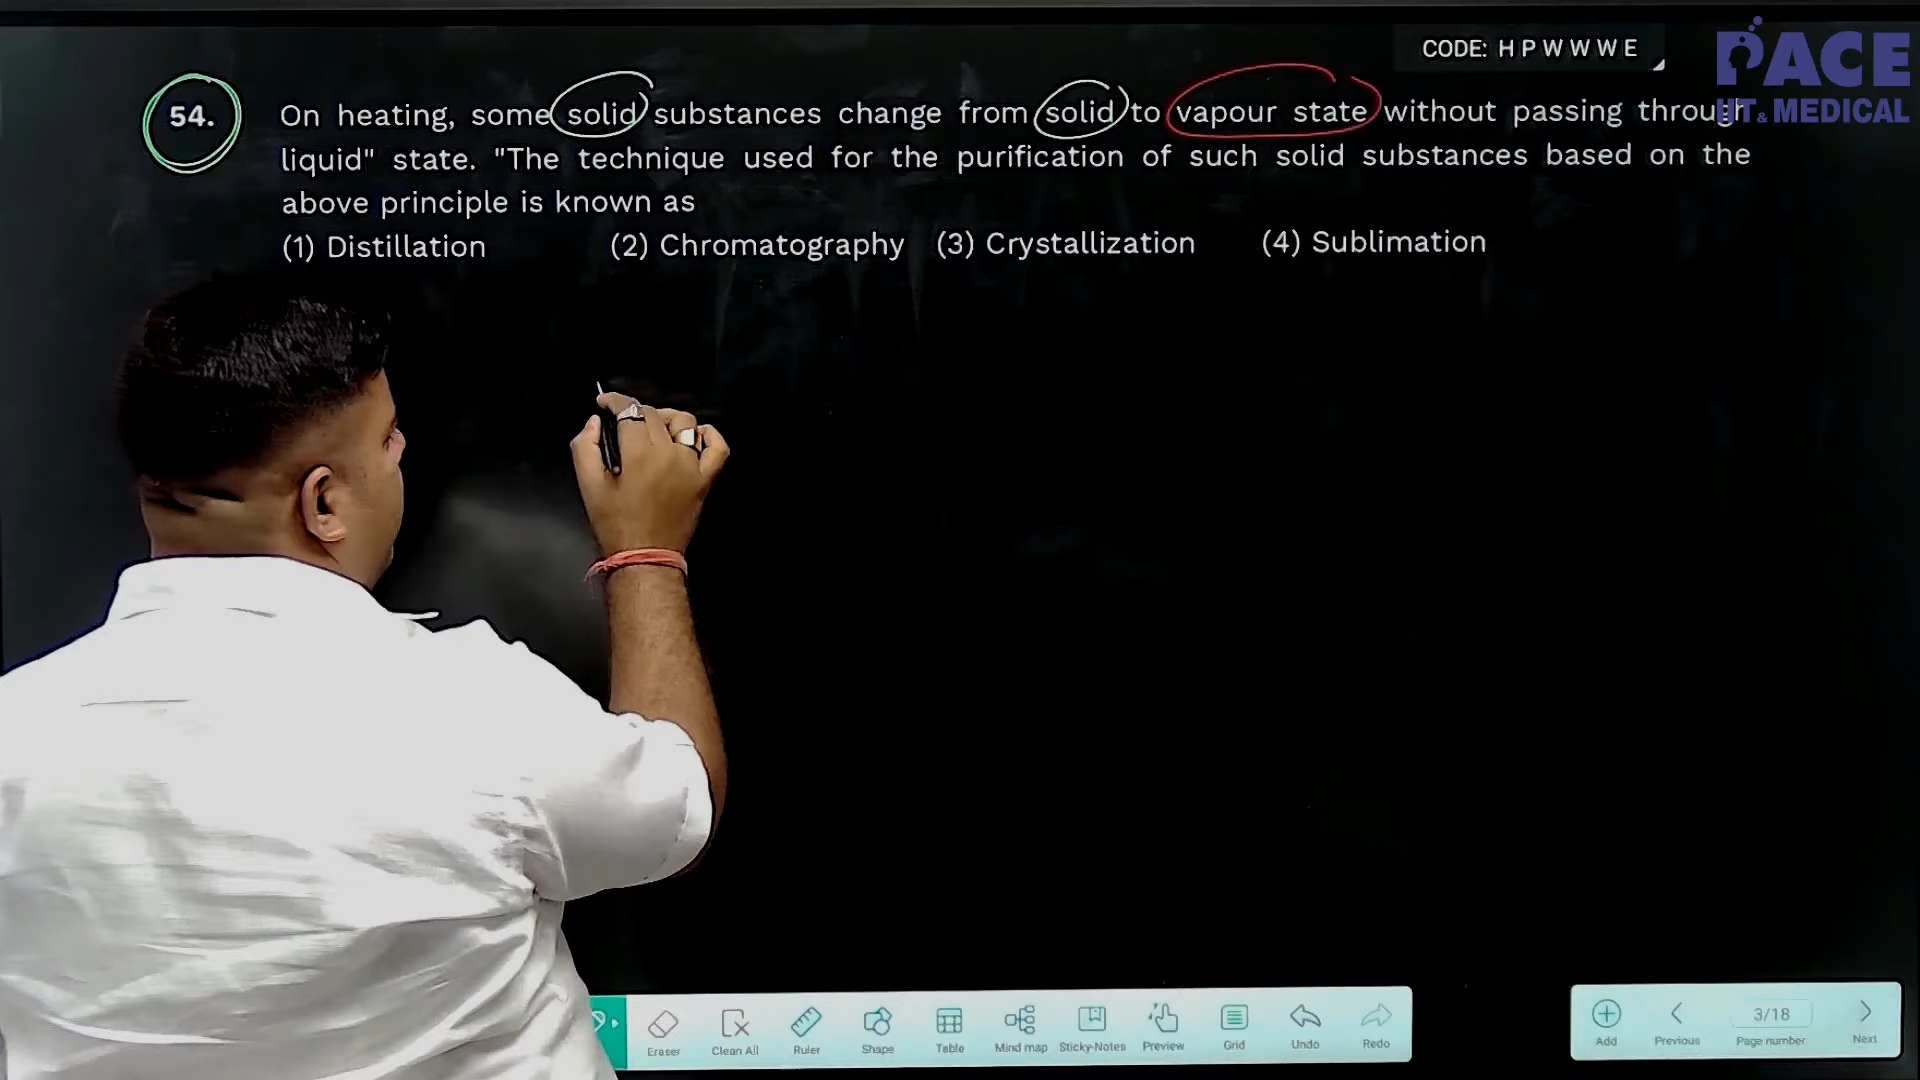 CODE: H P W W W E
PACE
IIT & MEDICAL
54. On heating, some solid substances change from solid to vapour state without passing through
liquid" state. "The technique used for the purification of such solid substances based on the
above principle is known as
(1) Distillation (2) Chromatography (3) Crystallization (4) Sublimation
Eraser Clean All Ruler Shape Table Mind map Sticky-Notes Preview Grid Undo Redo
3/18
Add Previous Page number Next